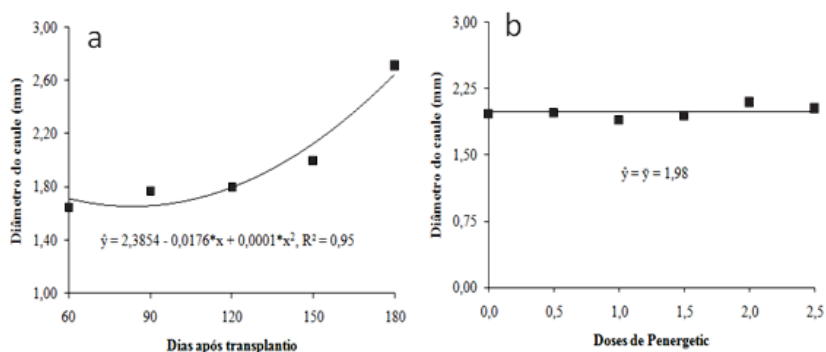 a
3,00
2,60
2,20
1,80
1,40
1,00
Diâmetro do caule (mm)
ŷ = 2,3854 - 0,0176*x + 0,0001*x², R² = 0,95
60 90 120 150 180
Dias após transplantio
b
3,00
2,25
1,50
0,75
0,00
Diâmetro do caule (mm)
ŷ = ȳ = 1,98
0,0 0,5 1,0 1,5 2,0 2,5
Doses de Penergetic